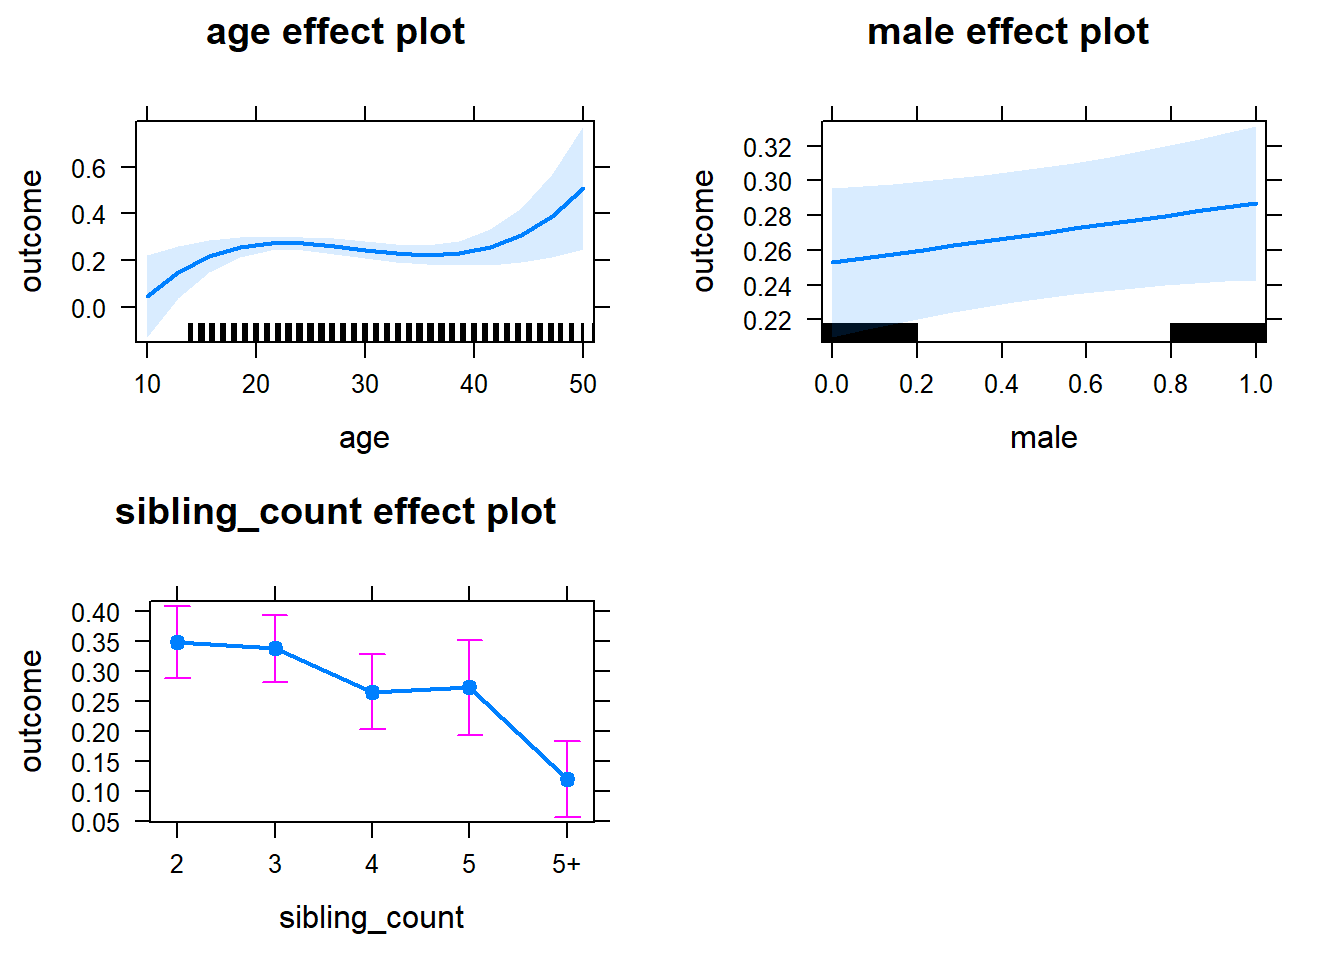 age effect plot
outcome
0.6
0.4
0.2
0.0
10 20 30 40 50
age
male effect plot
outcome
0.32
0.30
0.28
0.26
0.24
0.22
0.0 0.2 0.4 0.6 0.8 1.0
male
sibling_count effect plot
outcome
0.40
0.35
0.30
0.25
0.20
0.15
0.10
0.05
2 3 4 5 5+
sibling_count